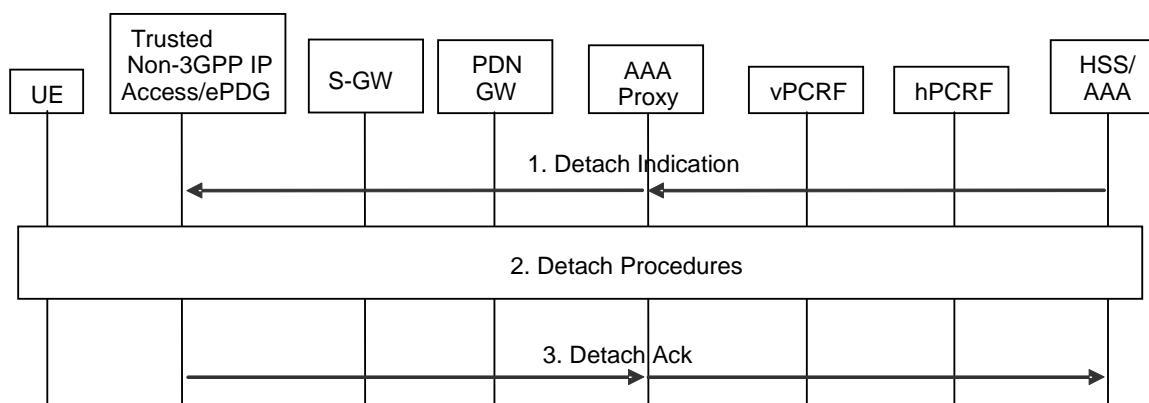 UE
Trusted
Non-3GPP IP
Access/ePDG
S-GW
PDN
GW
AAA
Proxy
vPCRF
hPCRF
HSS/
AAA
1. Detach Indication
2. Detach Procedures
3. Detach Ack